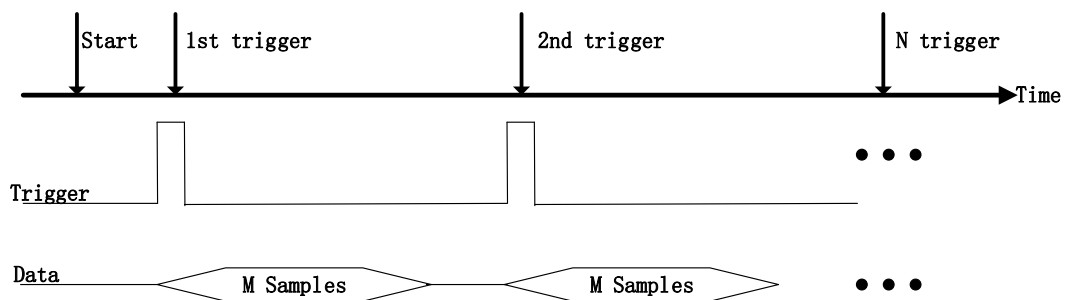 Start
1st trigger
2nd trigger
N trigger
Time
Trigger
Data
M Samples
M Samples